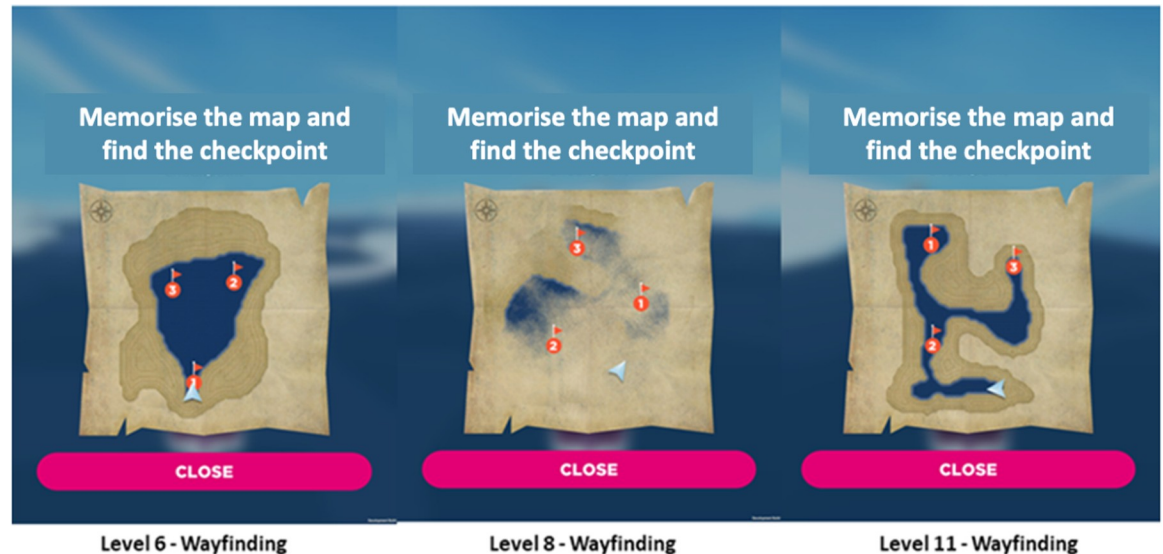 Memorise the map and
find the checkpoint
3
2
1
CLOSE
Level 6 - Wayfinding
Memorise the map and
find the checkpoint
3
1
2
CLOSE
Level 8 - Wayfinding
Memorise the map and
find the checkpoint
1
3
2
CLOSE
Level 11 - Wayfinding